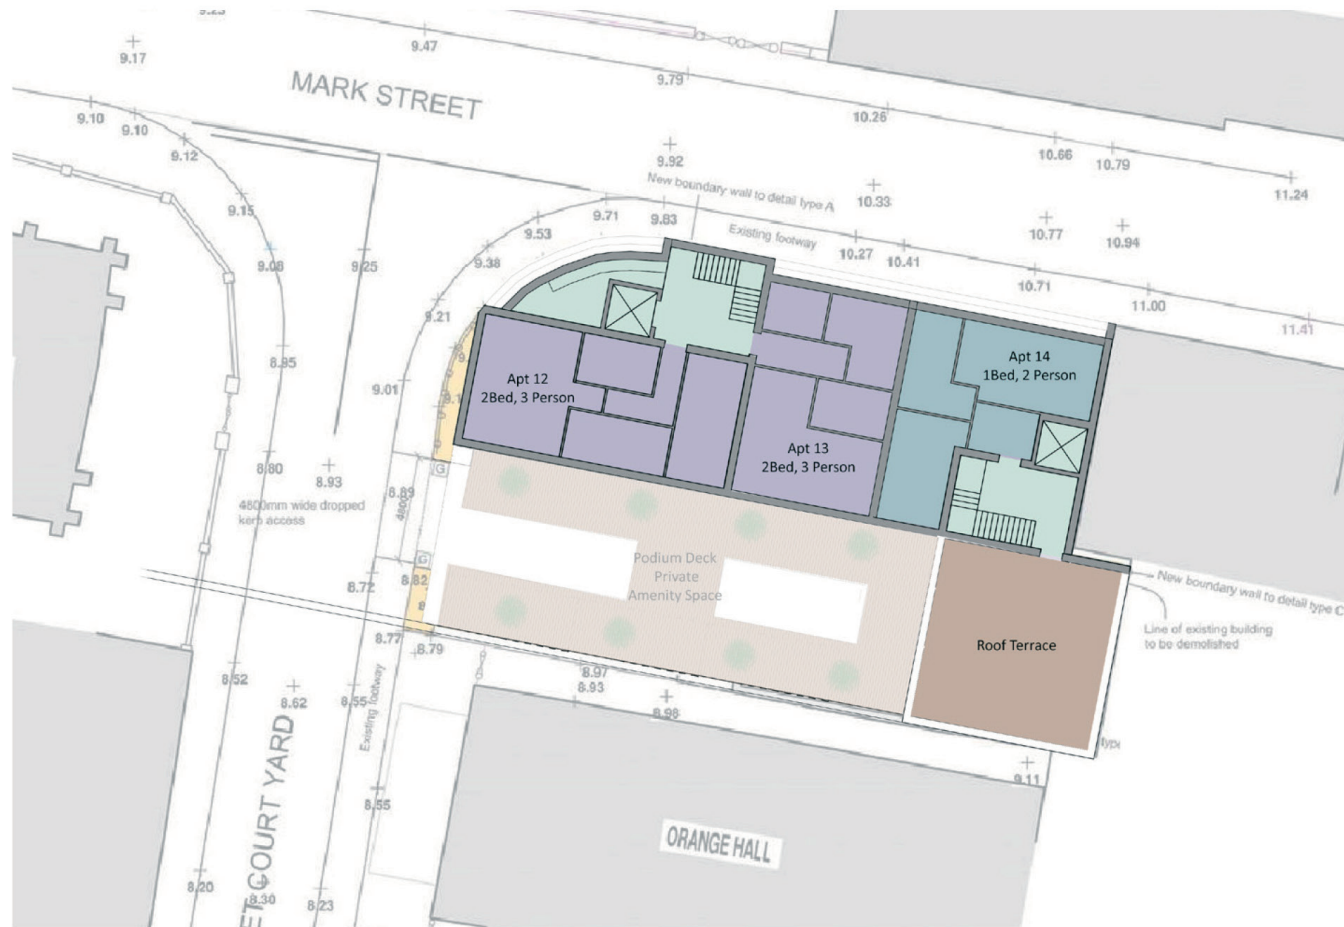 9.47
9.17
MARK STREET
9.79
9.10
9.10
10.26
9.12
9.92
10.66
10.79
11.24
New boundary wall to detail type A
10.33
9.15
9.71
9.83
9.53
Existing footway
10.77
10.94
9.08
9.25
9.38
10.27
10.41
10.71
11.00
9.21
11.41
8.95
9.01
Apt 12
2Bed, 3 Person
Apt 14
1Bed, 2 Person
Apt 13
2Bed, 3 Person
8.80
8.93
8.89
4800mm wide dropped
kerb access
4800
G
G
Podium Deck
Private
Amenity Space
8.72
8.82
New boundary wall to detail type C
Line of existing building
to be demolished
Roof Terrace
8.77
8.79
8.97
8.93
8.98
8.52
8.62
8.55
Existing footway
type
9.11
8.55
ORANGE HALL
ET COURT YARD
8.20
8.30
8.23